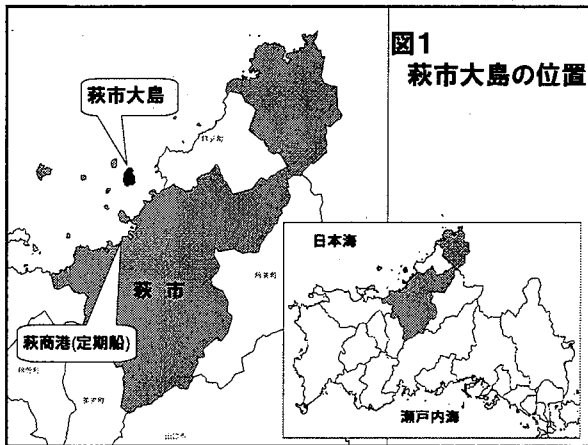 図1
萩市大島の位置
萩市大島
萩市
萩商港(定期船)
日本海
瀬戸内海